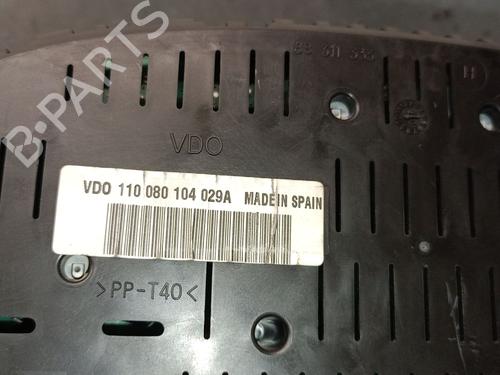 B-PARTS
VDO
VDO 110 080 104 029A MADE IN SPAIN
>PP-T40<